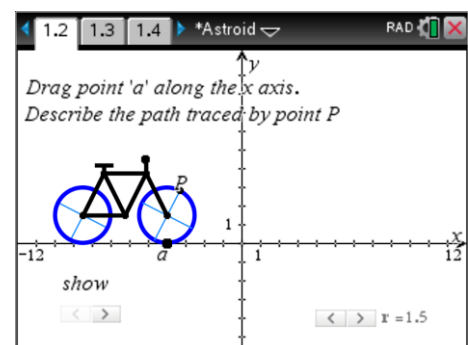 1.2 1.3 1.4 *Astroid RAD
y
Drag point 'a' along the x axis.
Describe the path traced by point P
P
1
x
-12 a 1 12
show
r =1.5